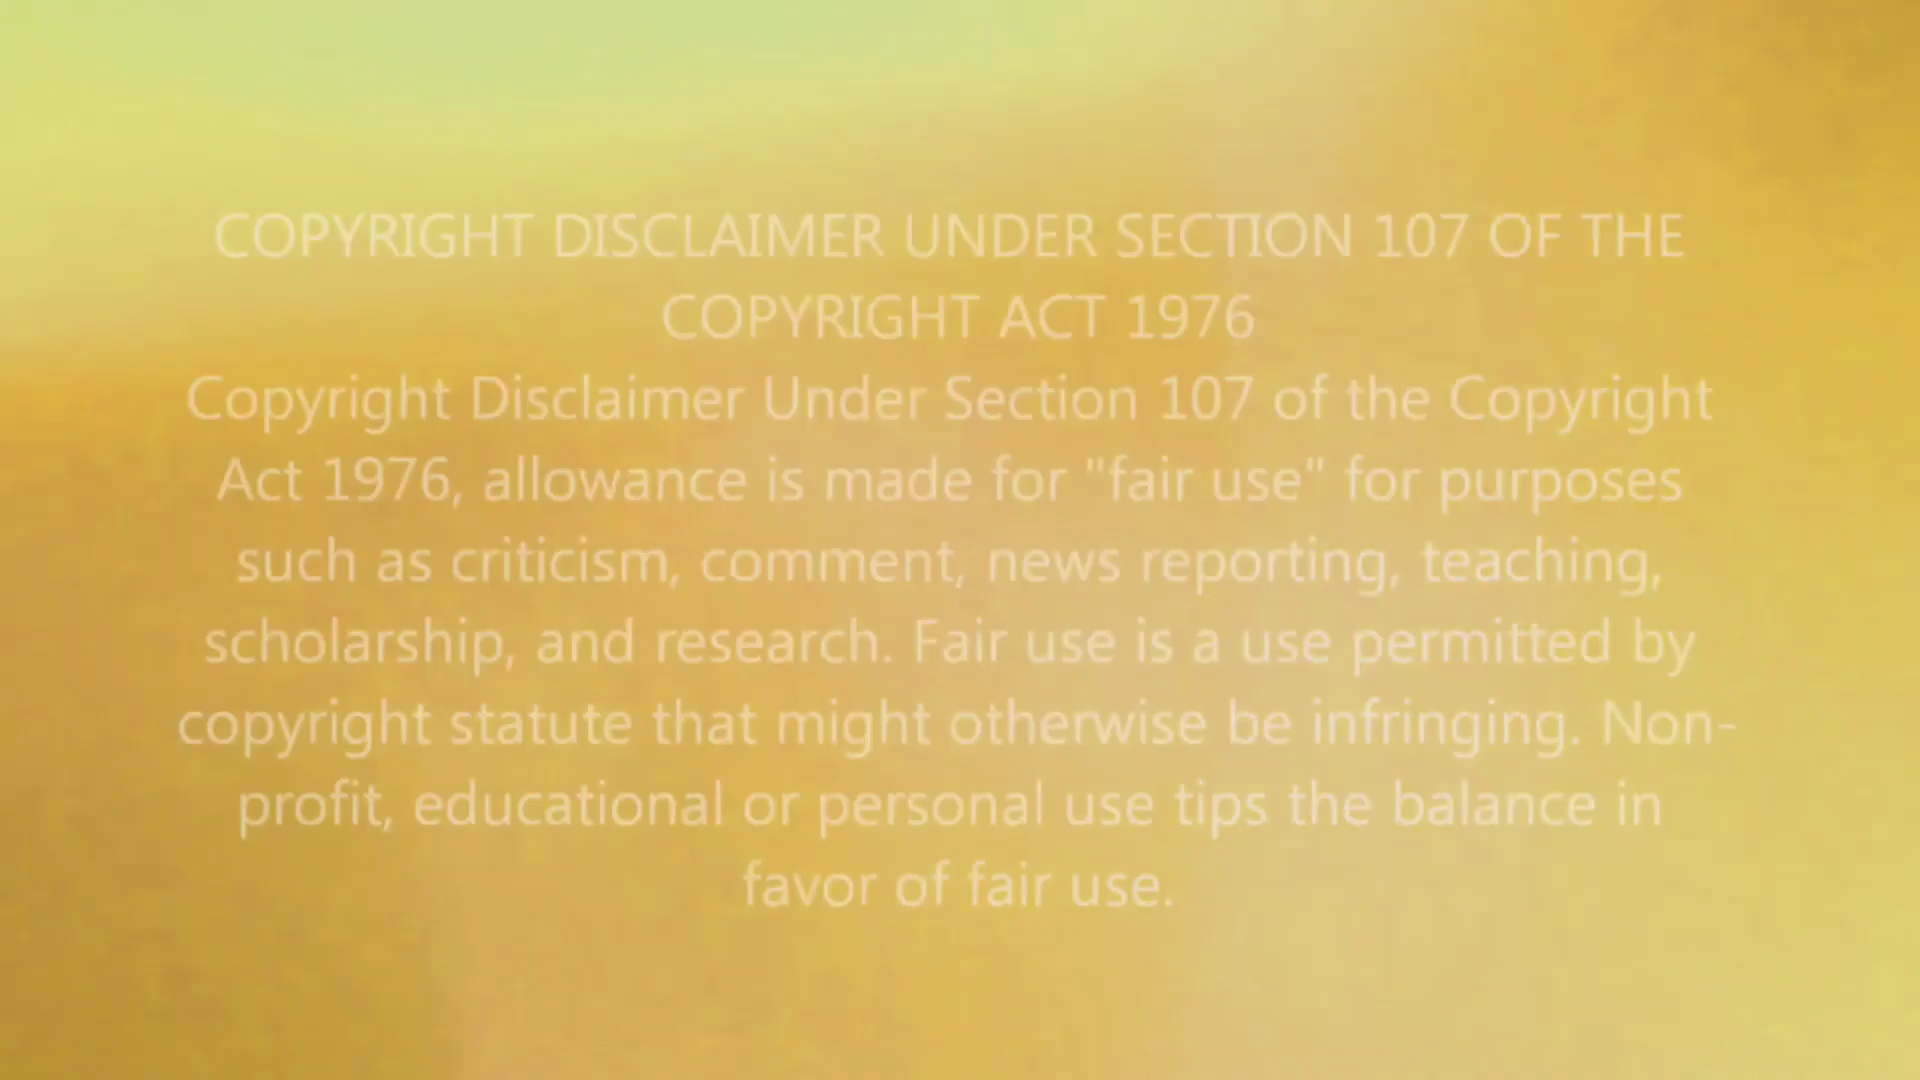 COPYRIGHT DISCLAIMER UNDER SECTION 107 OF THE
COPYRIGHT ACT 1976
Copyright Disclaimer Under Section 107 of the Copyright
Act 1976, allowance is made for "fair use" for purposes
such as criticism, comment, news reporting, teaching,
scholarship, and research. Fair use is a use permitted by
copyright statute that might otherwise be infringing. Non-
profit, educational or personal use tips the balance in
favor of fair use.